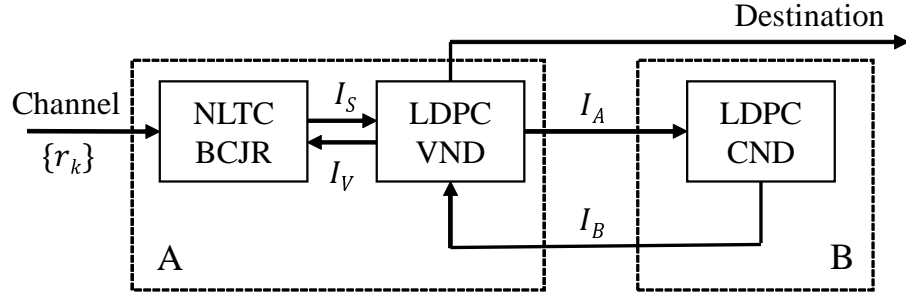 Destination
Channel
{r_k}
NLTC
BCJR
I_S
I_V
LDPC
VND
I_A
LDPC
CND
I_B
A
B